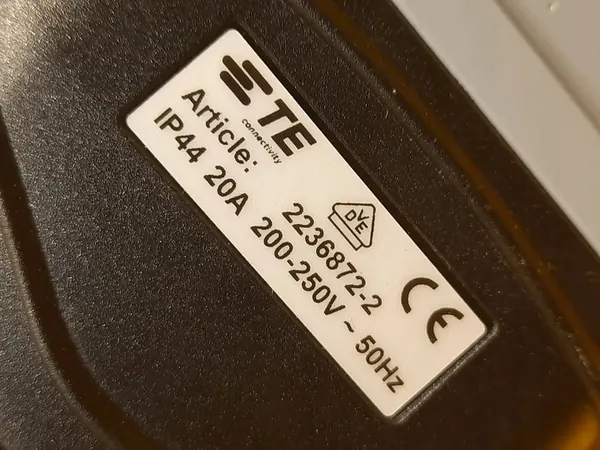 TE
connectivity
DVE
Article: 2236872-2
IP44 20A 200-250V ~ 50Hz
CE